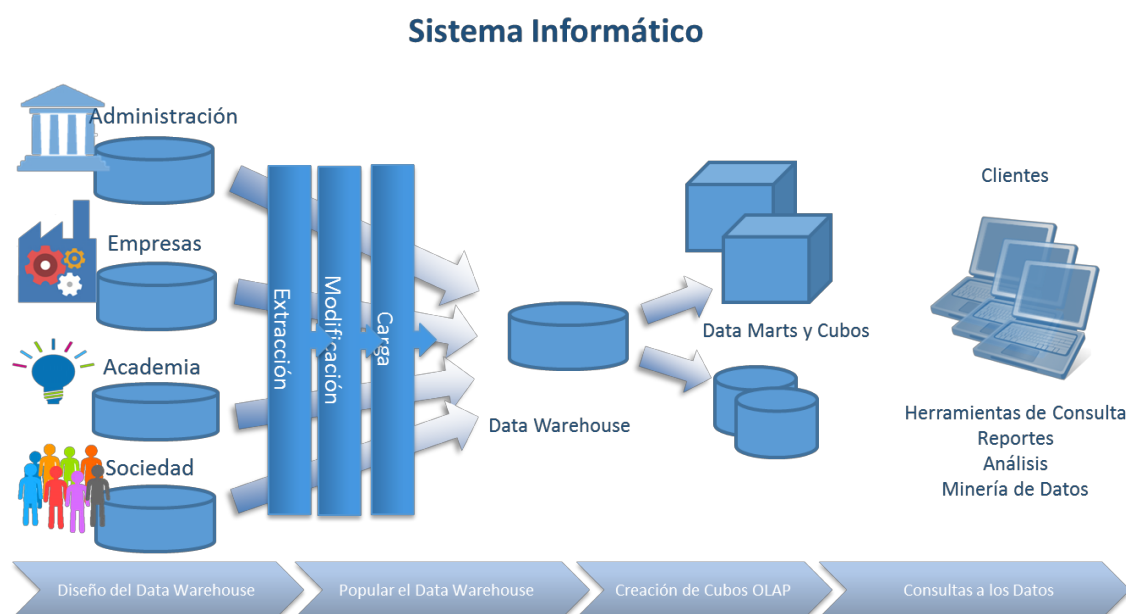 Sistema Informático
Administración
Empresas
Academia
Sociedad
Extracción
Modificación
Carga
Data Warehouse
Data Marts y Cubos
Clientes
Herramientas de Consulta
Reportes
Análisis
Minería de Datos
Diseño del Data Warehouse
Popular el Data Warehouse
Creación de Cubos OLAP
Consultas a los Datos